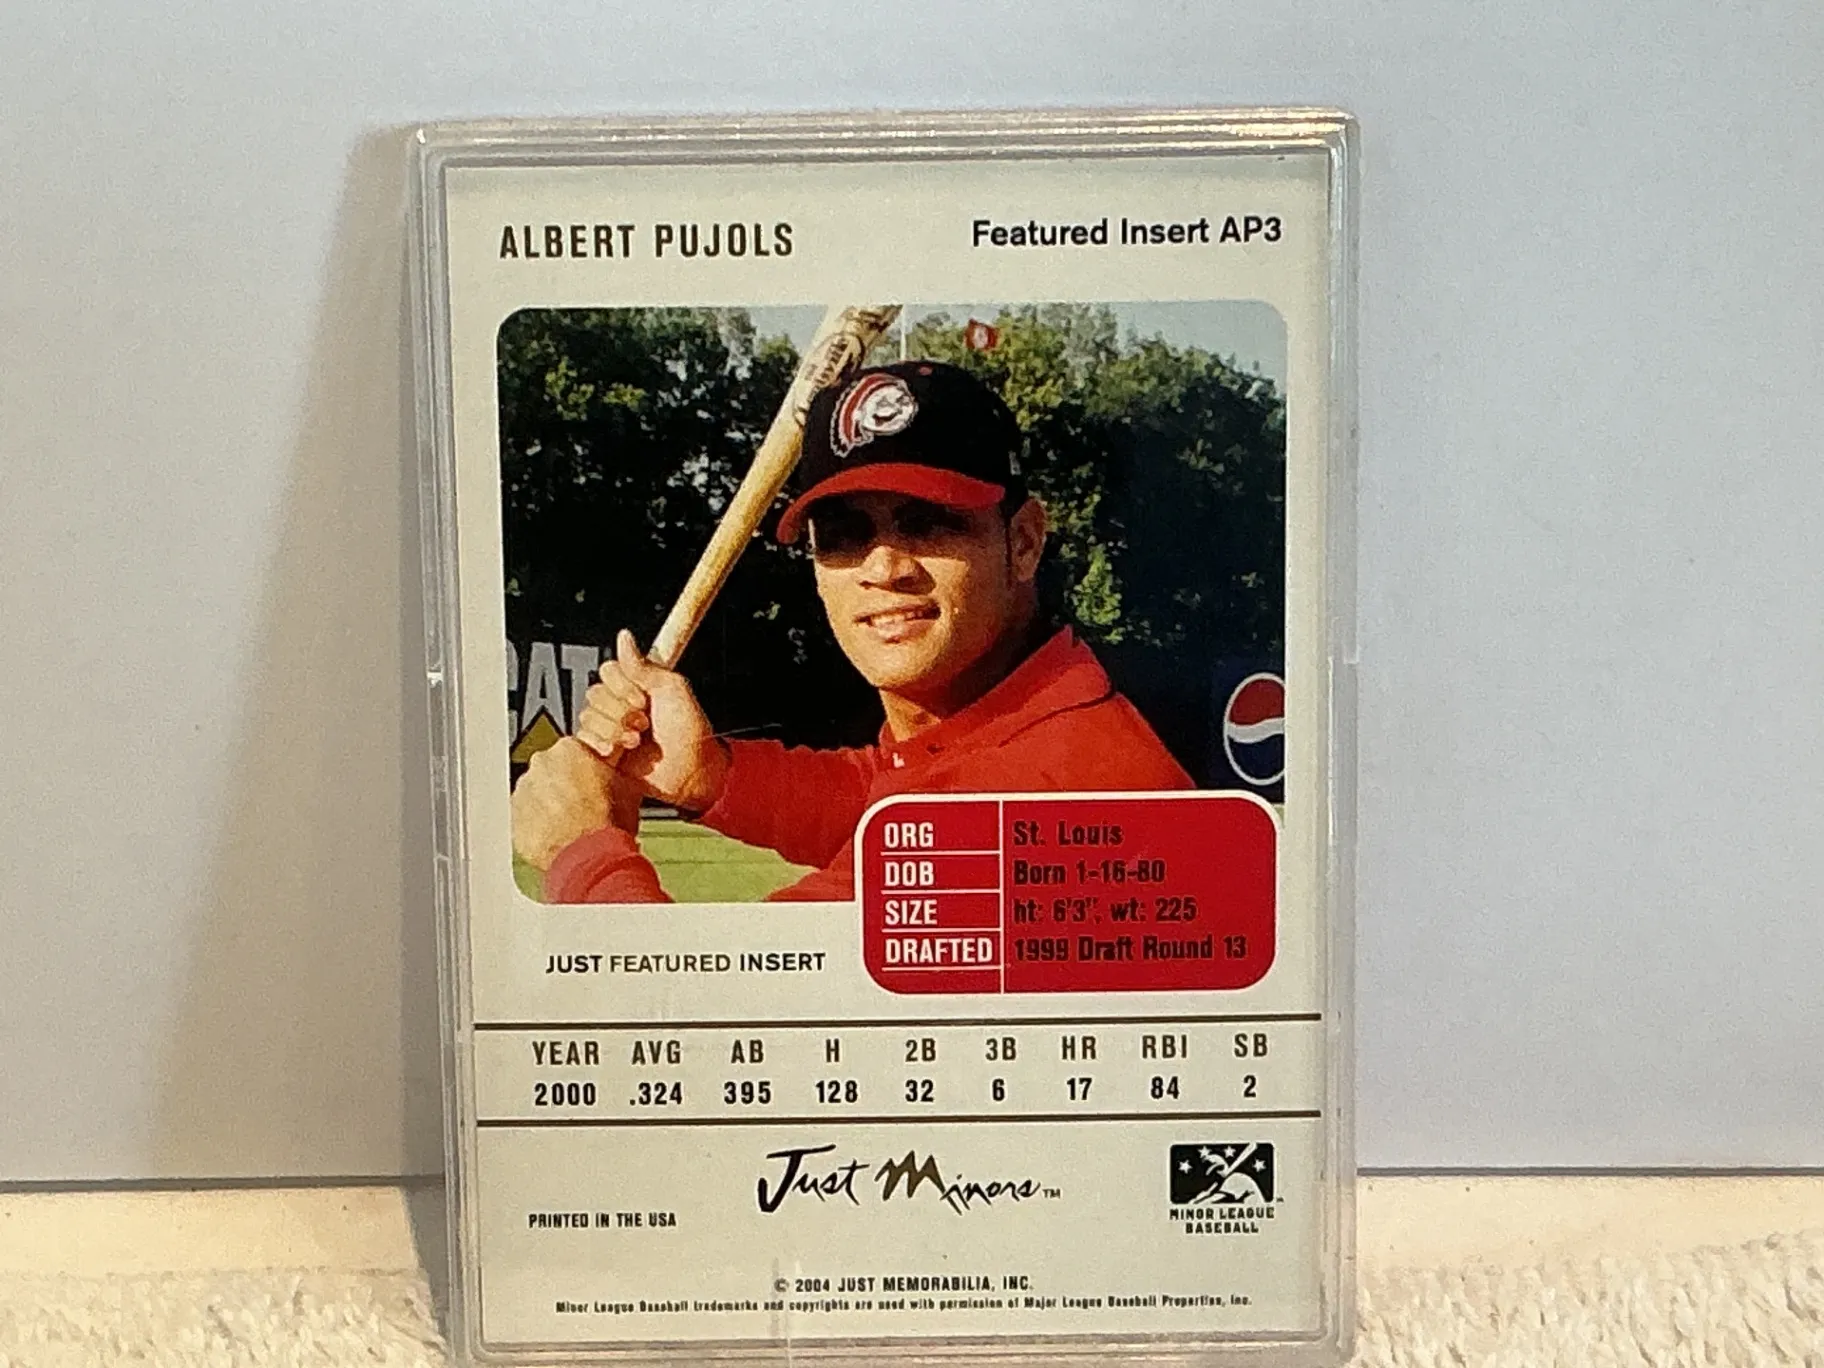 ALBERT PUJOLS
Featured Insert AP3
CAT
ORG St. Louis
DOB Born 1-16-80
SIZE ht: 6'3", wt: 225
DRAFTED 1999 Draft Round 13
JUST FEATURED INSERT
YEAR AVG AB H 2B 3B HR RBI SB
2000 .324 395 128 32 6 17 84 2
Just Minors™
MINOR LEAGUE
BASEBALL
PRINTED IN THE USA
© 2004 JUST MEMORABILIA, INC.
Minor League Baseball trademarks and copyrights are used with permission of Major League Baseball Properties, Inc.